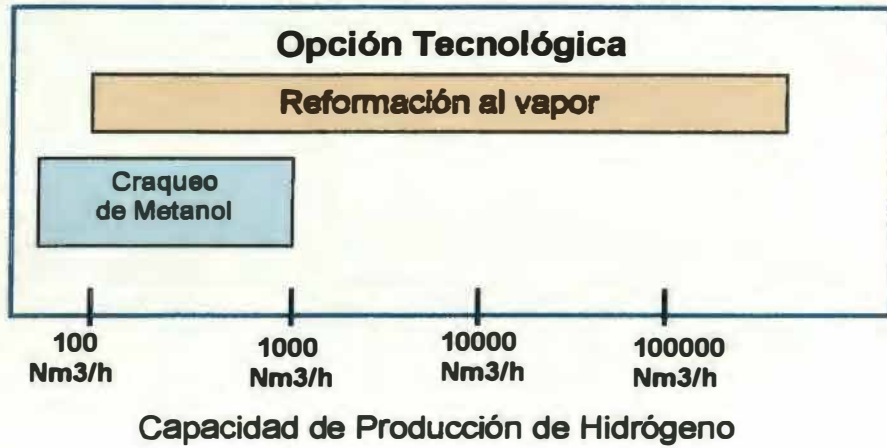 Opción Tecnológica
Reformación al vapor
Craqueo
de Metanol
100
Nm3/h
1000
Nm3/h
10000
Nm3/h
100000
Nm3/h
Capacidad de Producción de Hidrógeno